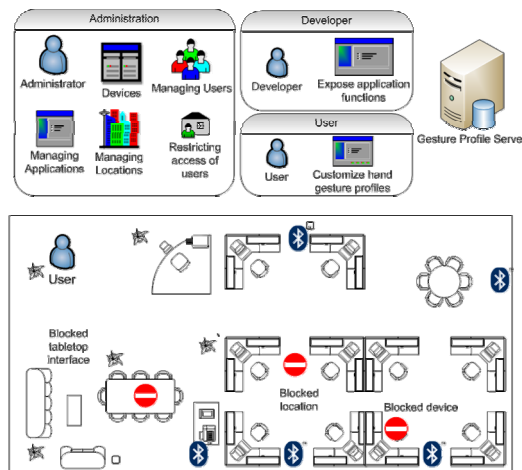 Administration
Administrator
Devices
Managing Users
Managing
Applications
Managing
Locations
Restricting
access of
users
Developer
Developer
Expose application
functions
User
User
Customize hand
gesture profiles
Gesture Profile Serve
User
Blocked
tabletop
interface
Blocked
location
Blocked device